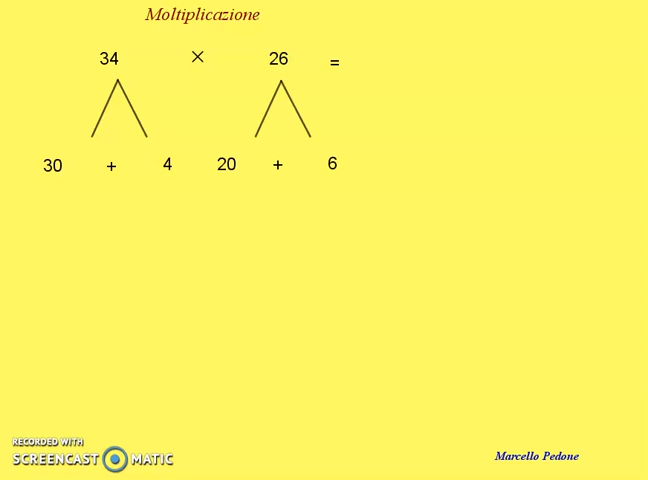 Moltiplicazione
34 × 26 =
30 + 4 20 + 6
RECORDED WITH
SCREENCAST MATIC
Marcello Pedone